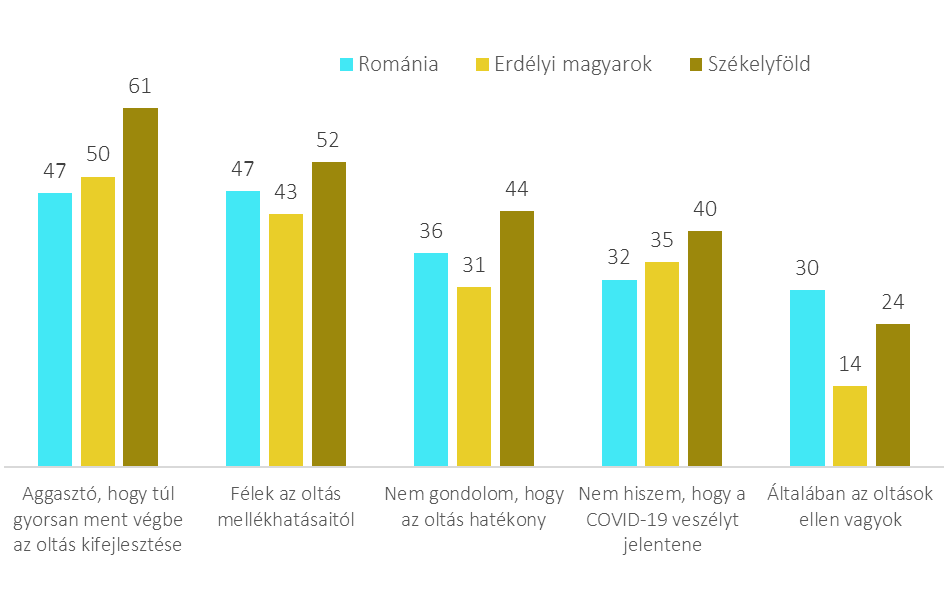 Románia Erdélyi magyarok Székelyföld
47 50 61
47 43 52
36 31 44
32 35 40
30 14 24
Aggasztó, hogy túl
gyorsan ment végbe
az oltás kifejlesztése
Félek az oltás
mellékhatásaitól
Nem gondolom, hogy
az oltás hatékony
Nem hiszem, hogy a
COVID-19 veszélyt
jelentene
Általában az oltások
ellen vagyok